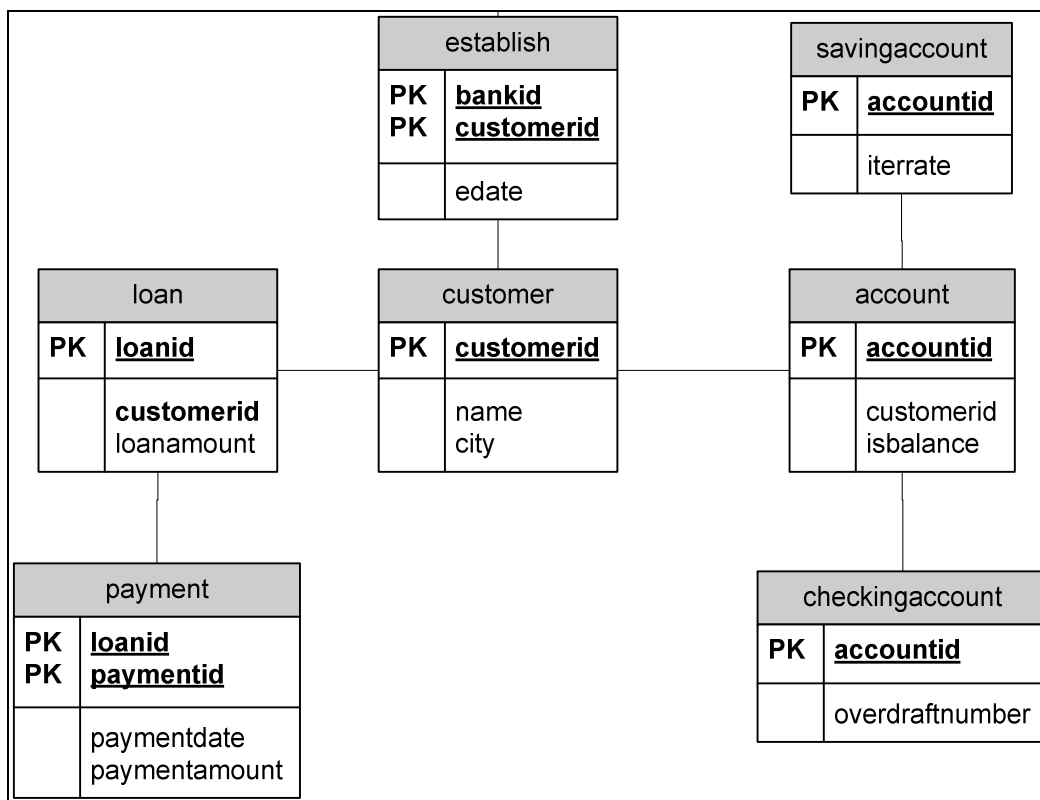 establish
PK bankid
PK customerid
edate
savingaccount
PK accountid
iterrate
loan
PK loanid
customerid
loanamount
customer
PK customerid
name
city
account
PK accountid
customerid
isbalance
payment
PK loanid
PK paymentid
paymentdate
paymentamount
checkingaccount
PK accountid
overdraftnumber